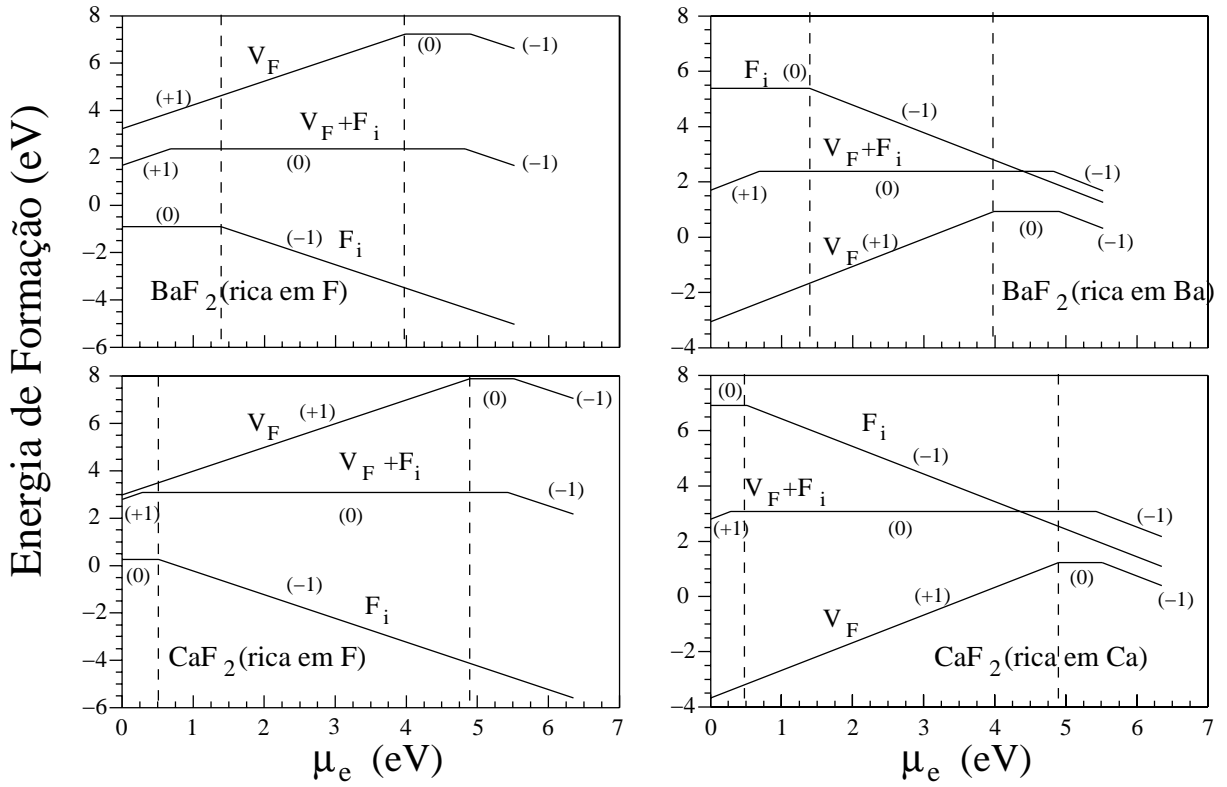 Energia de Formação (eV)
8
6
4
2
0
−2
−4
−6
V_F
(+1)
(0)
(−1)
V_F+F_i
(+1)
(0)
(−1)
(0)
(−1)
F_i
BaF_2(rica em F)
8
6
4
2
0
−2
−4
F_i
(0)
(−1)
V_F+F_i
(+1)
(0)
(−1)
V_F
(+1)
(0)
(−1)
BaF_2(rica em Ba)
8
6
4
2
0
−2
−4
−6
V_F
(+1)
(0)
(−1)
V_F+F_i
(+1)
(0)
(−1)
(0)
(−1)
F_i
CaF_2(rica em F)
0 1 2 3 4 5 6 7
μ_e (eV)
8
6
4
2
0
−2
−4
(0)
F_i
(−1)
V_F+F_i
(+1)
(0)
(−1)
V_F
(+1)
(0)
(−1)
CaF_2(rica em Ca)
0 1 2 3 4 5 6 7
μ_e (eV)